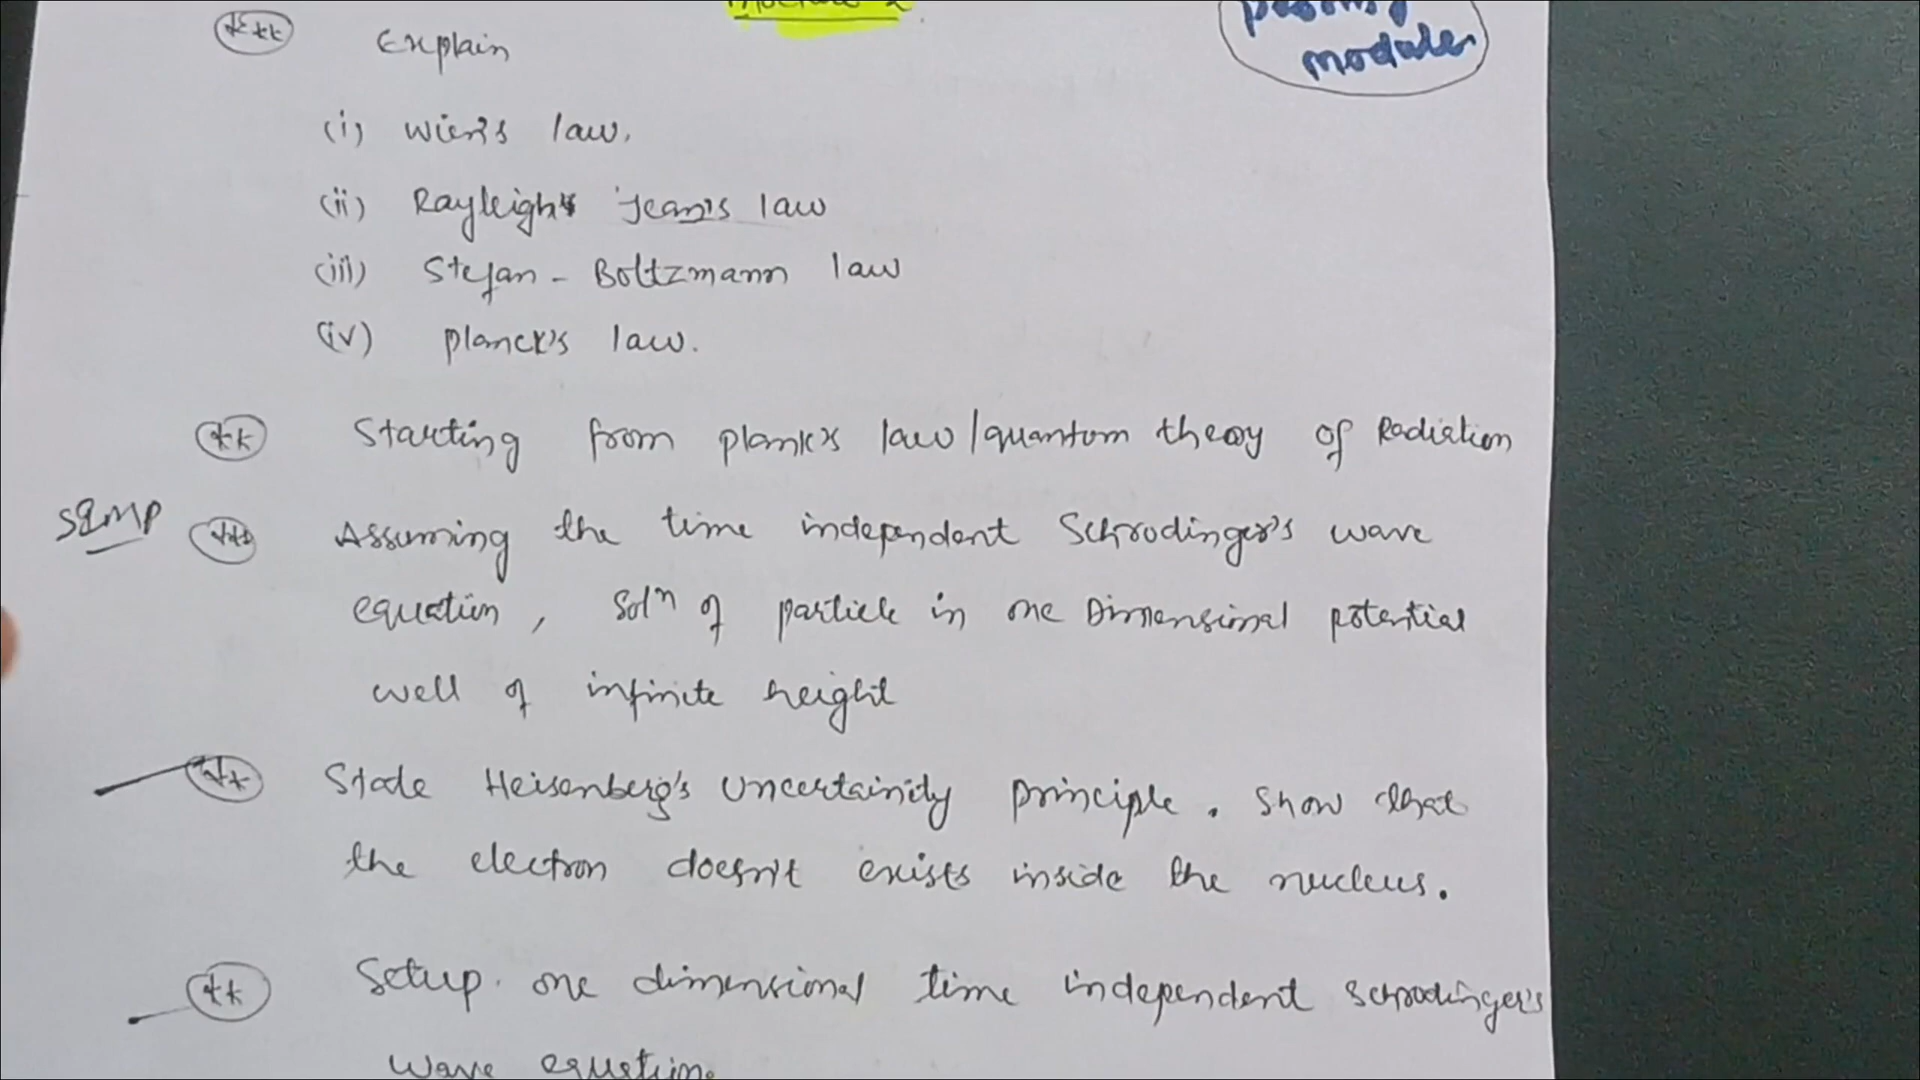 modules
*** Explain
(i) Wien's law.
(ii) Rayleigh's Jean's law
(iii) Stefan - Boltzmann law
(iv) planck's law.
** Starting from plank's law/quantum theory of Radiation
** Assuming the time independent Schrodinger's wave
equation, Solⁿ of particle in one Dimensional potential
well of infinite height
** State Heisenberg's Uncertainity principle. Show that
the electron doesn't exists inside the nucleus.
** Setup one dimensional time independent Schrodinger's
wave equation.